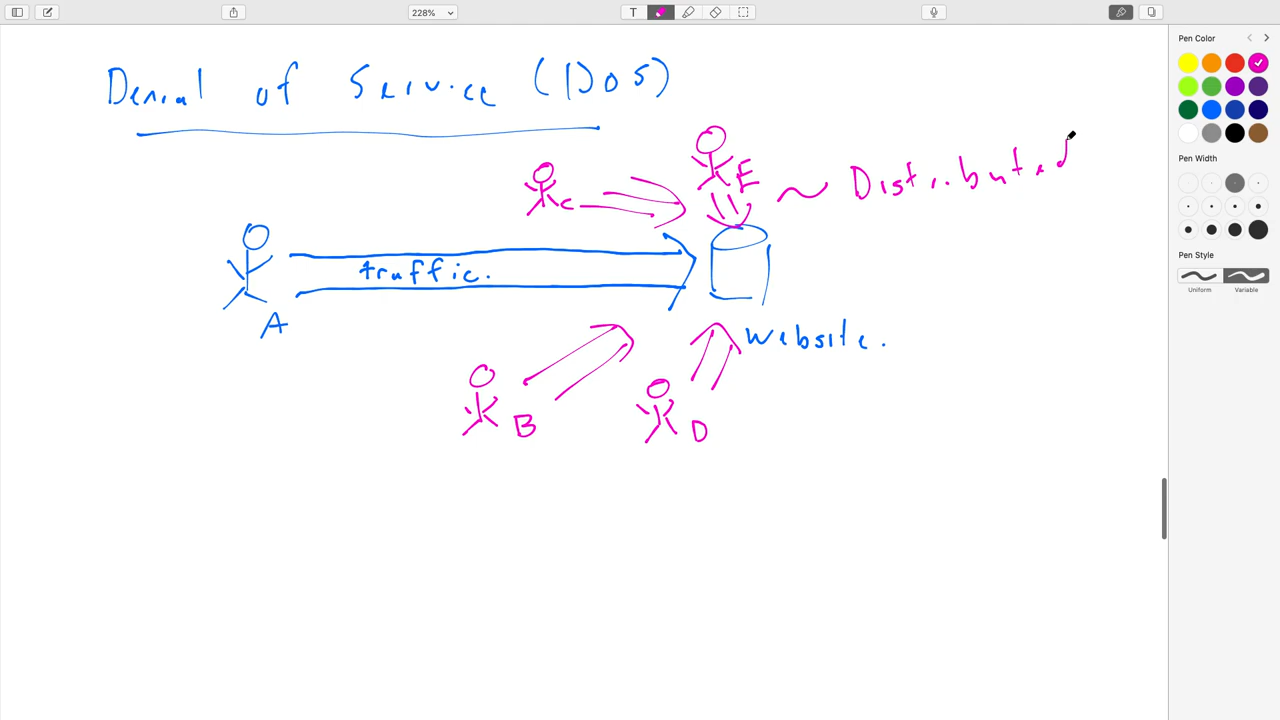 228%
T
Pen Color
Denial of Service (DoS)
E
~ Distributed
C
Pen Width
traffic.
Pen Style
Uniform
Variable
A
Website.
B
D